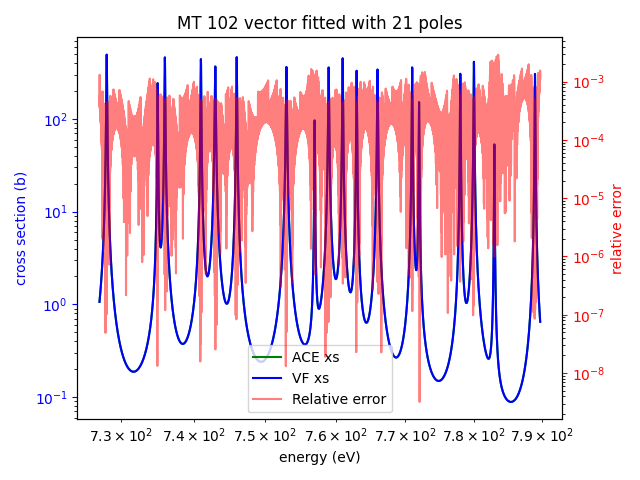 MT 102 vector fitted with 21 poles
cross section (b)
10²
10¹
10⁰
10⁻¹
10⁻³
10⁻⁴
10⁻⁵
10⁻⁶
10⁻⁷
10⁻⁸
relative error
ACE xs
VF xs
Relative error
7.3 × 10² 7.4 × 10² 7.5 × 10² 7.6 × 10² 7.7 × 10² 7.8 × 10² 7.9 × 10²
energy (eV)